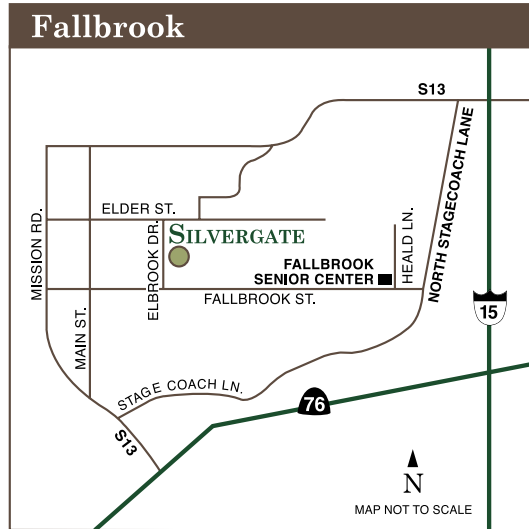 Fallbrook
S13
NORTH STAGECOACH LANE
ELDER ST.
MISSION RD.
ELBROOK DR.
SILVERGATE
HEALD LN.
FALLBROOK
SENIOR CENTER
FALLBROOK ST.
15
MAIN ST.
STAGE COACH LN.
76
S13
N
MAP NOT TO SCALE